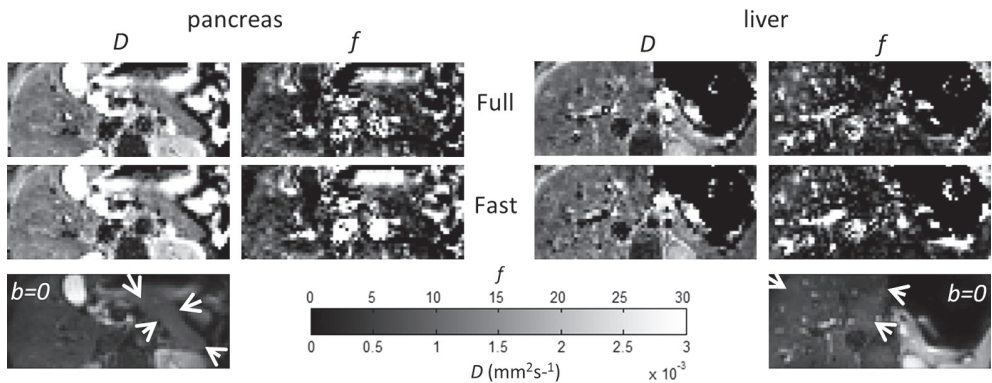 pancreas
liver
D
f
D
f
Full
Fast
b=0
b=0
f
0 5 10 15 20 25 30
0 0.5 1 1.5 2 2.5 3
D (mm²s-¹) x 10⁻³